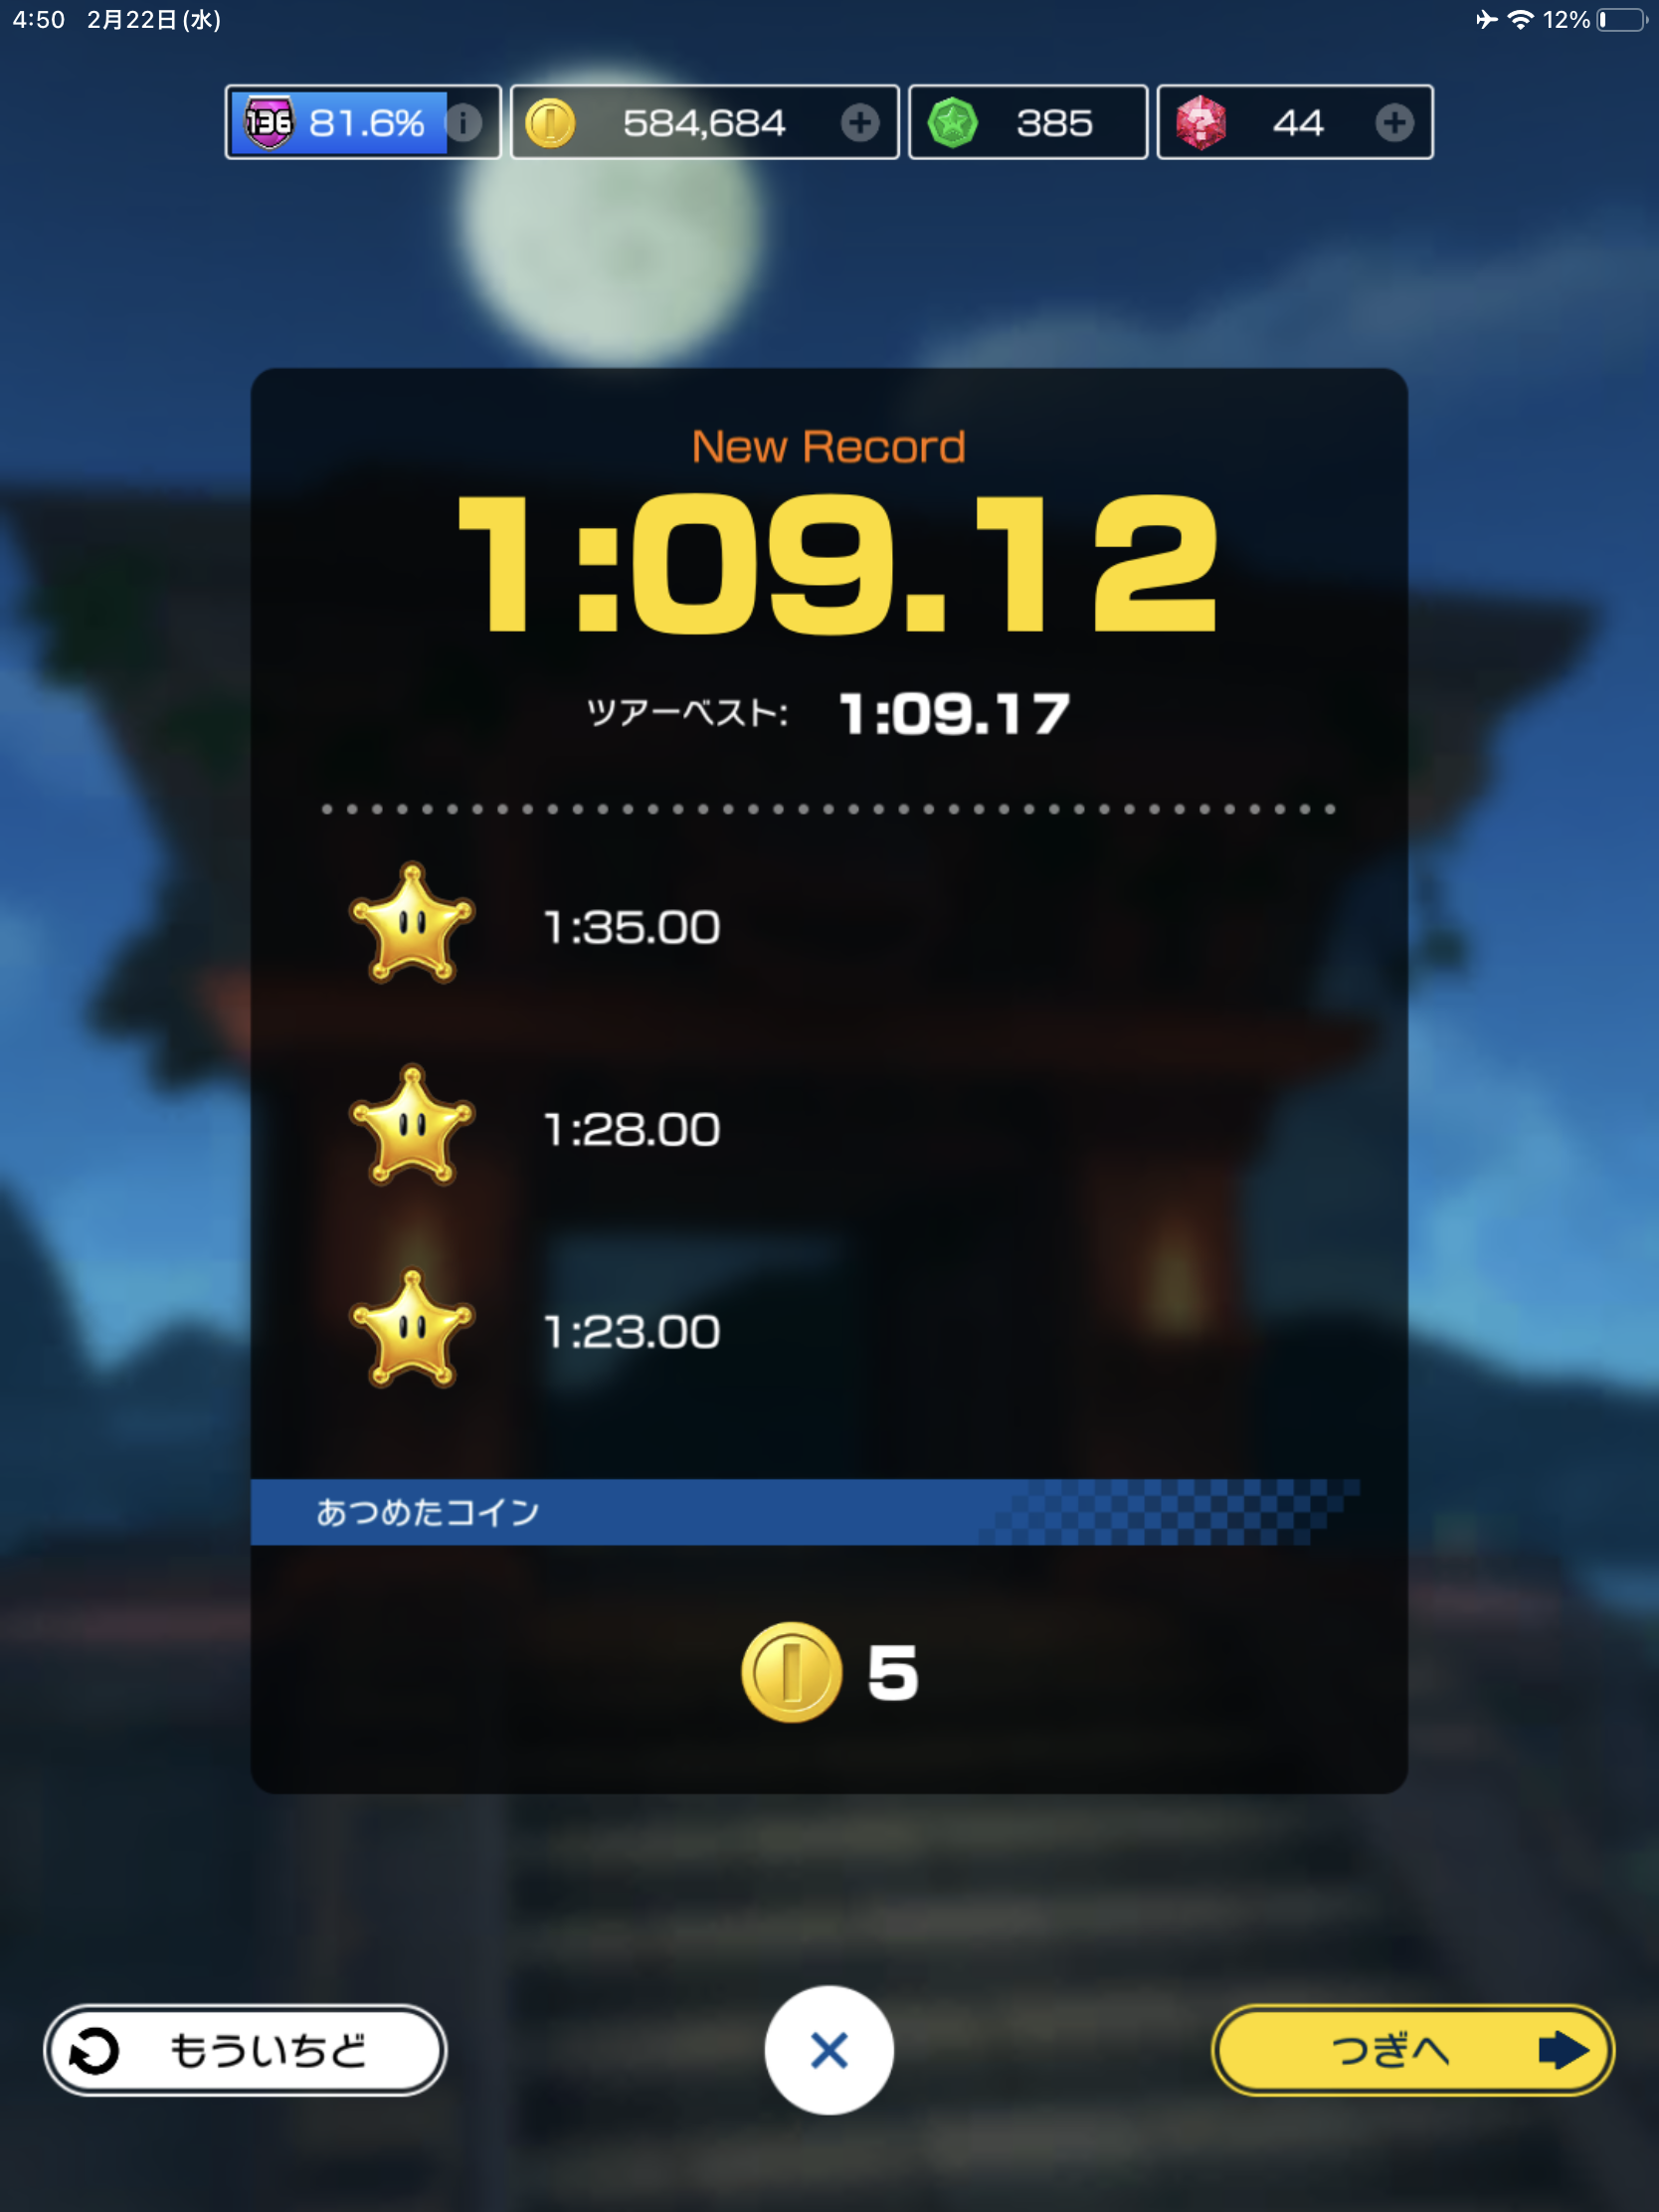 4:50 2月22日(水) 12%
136 81.6% i 584,684 + 385 ? 44 +
New Record
1:09.12
ツアーベスト: 1:09.17
1:35.00
1:28.00
1:23.00
あつめたコイン
5
もういちど × つぎへ